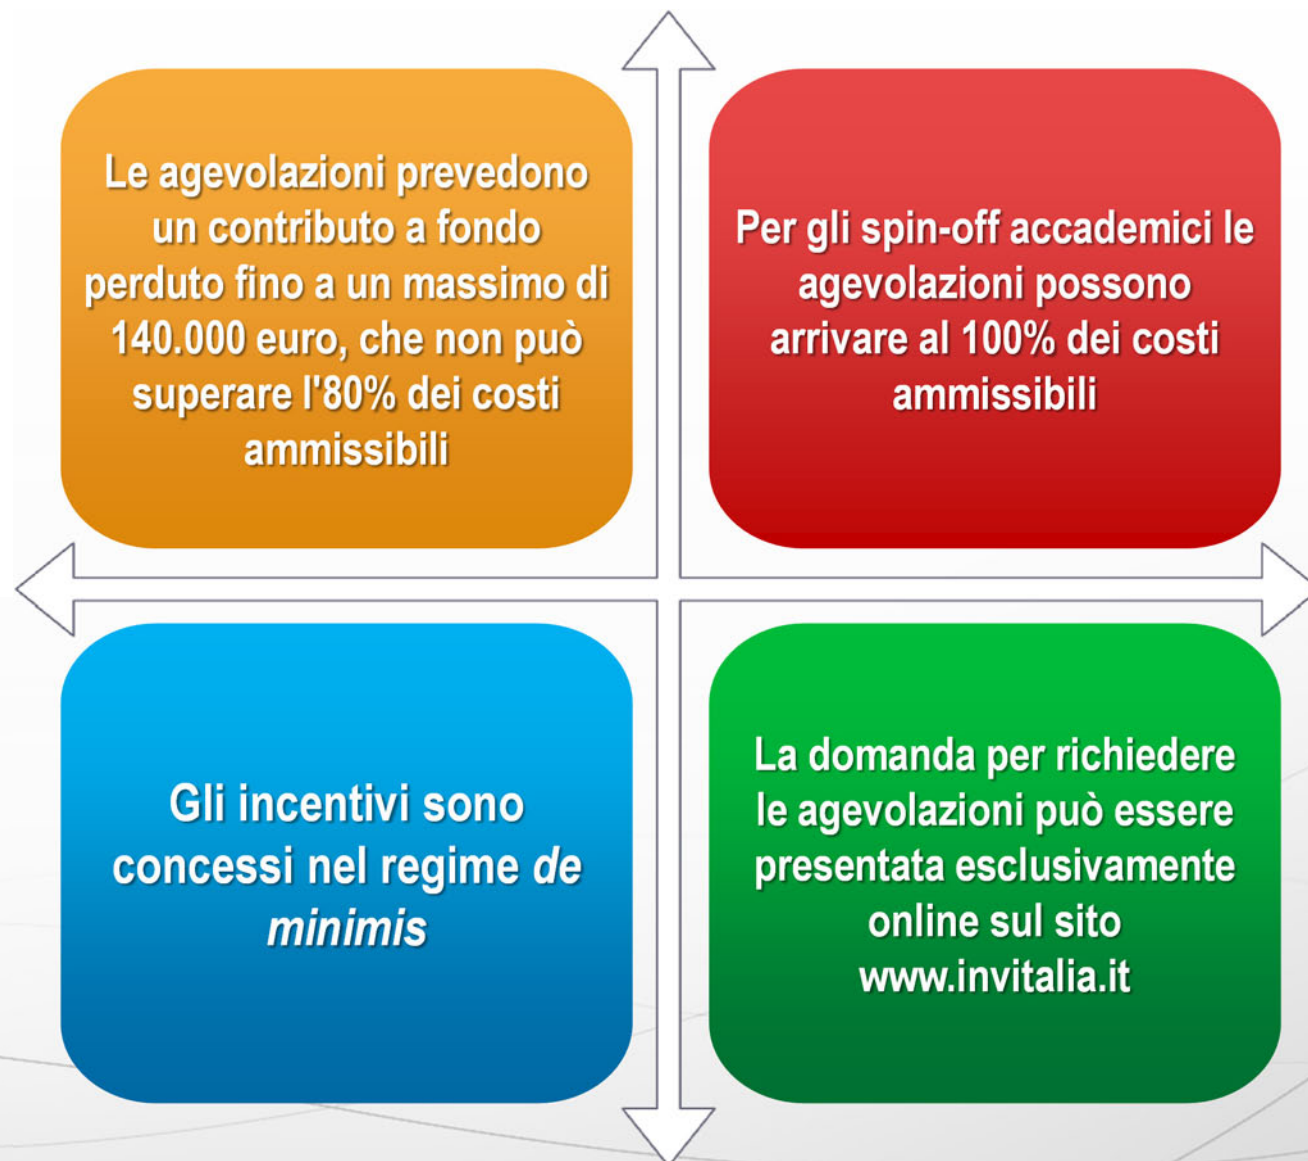 Le agevolazioni prevedono
un contributo a fondo
perduto fino a un massimo di
140.000 euro, che non può
superare l'80% dei costi
ammissibili
Per gli spin-off accademici le
agevolazioni possono
arrivare al 100% dei costi
ammissibili
Gli incentivi sono
concessi nel regime de
minimis
La domanda per richiedere
le agevolazioni può essere
presentata esclusivamente
online sul sito
www.invitalia.it